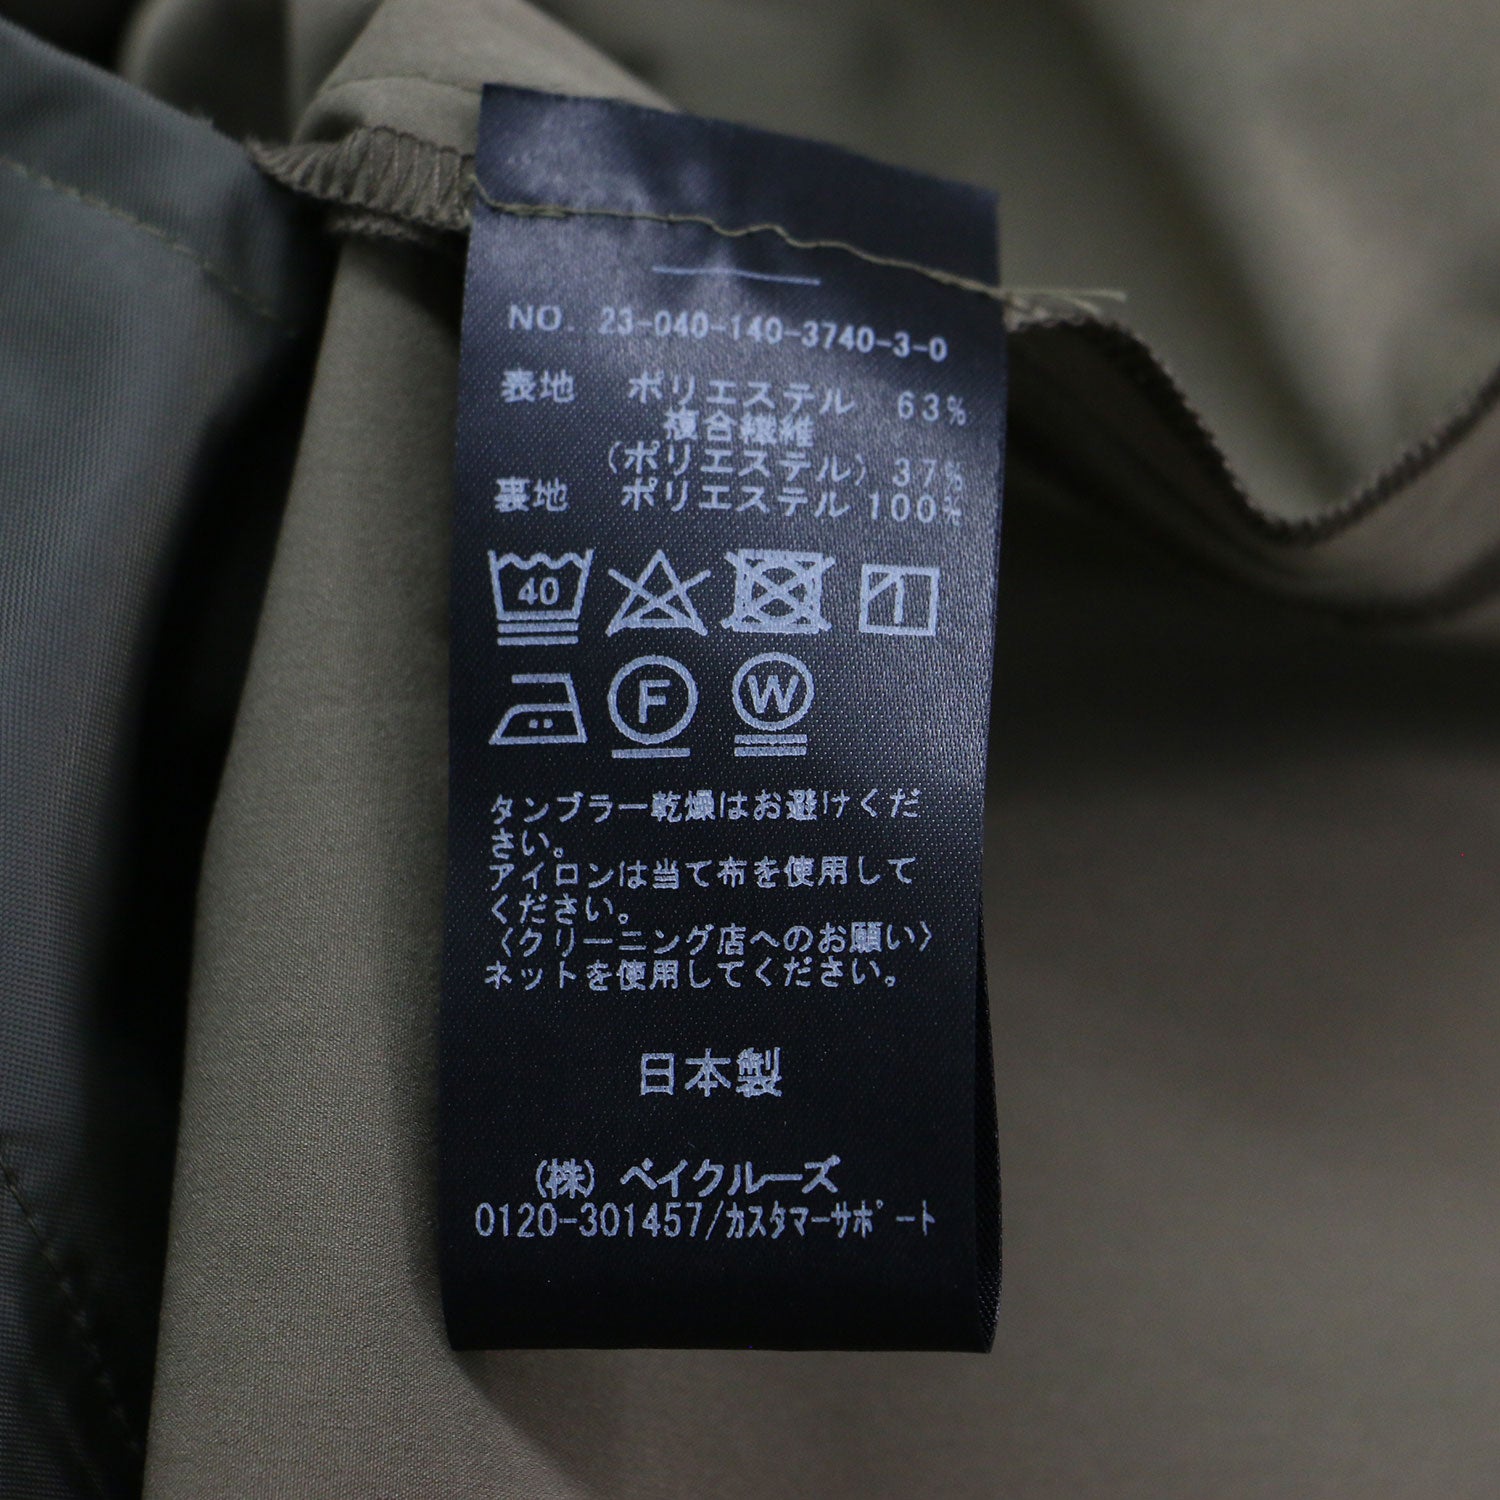 NO. 23-040-140-3740-3-0
表地 ポリエステル 63%
複合繊維
(ポリエステル) 37%
裏地 ポリエステル 100%
40
F W
タンブラー乾燥はお避けくだ
さい。
アイロンは当て布を使用して
ください。
〈クリーニング店へのお願い〉
ネットを使用してください。
日本製
(株) ベイクルーズ
0120-301457/カスタマーサポート